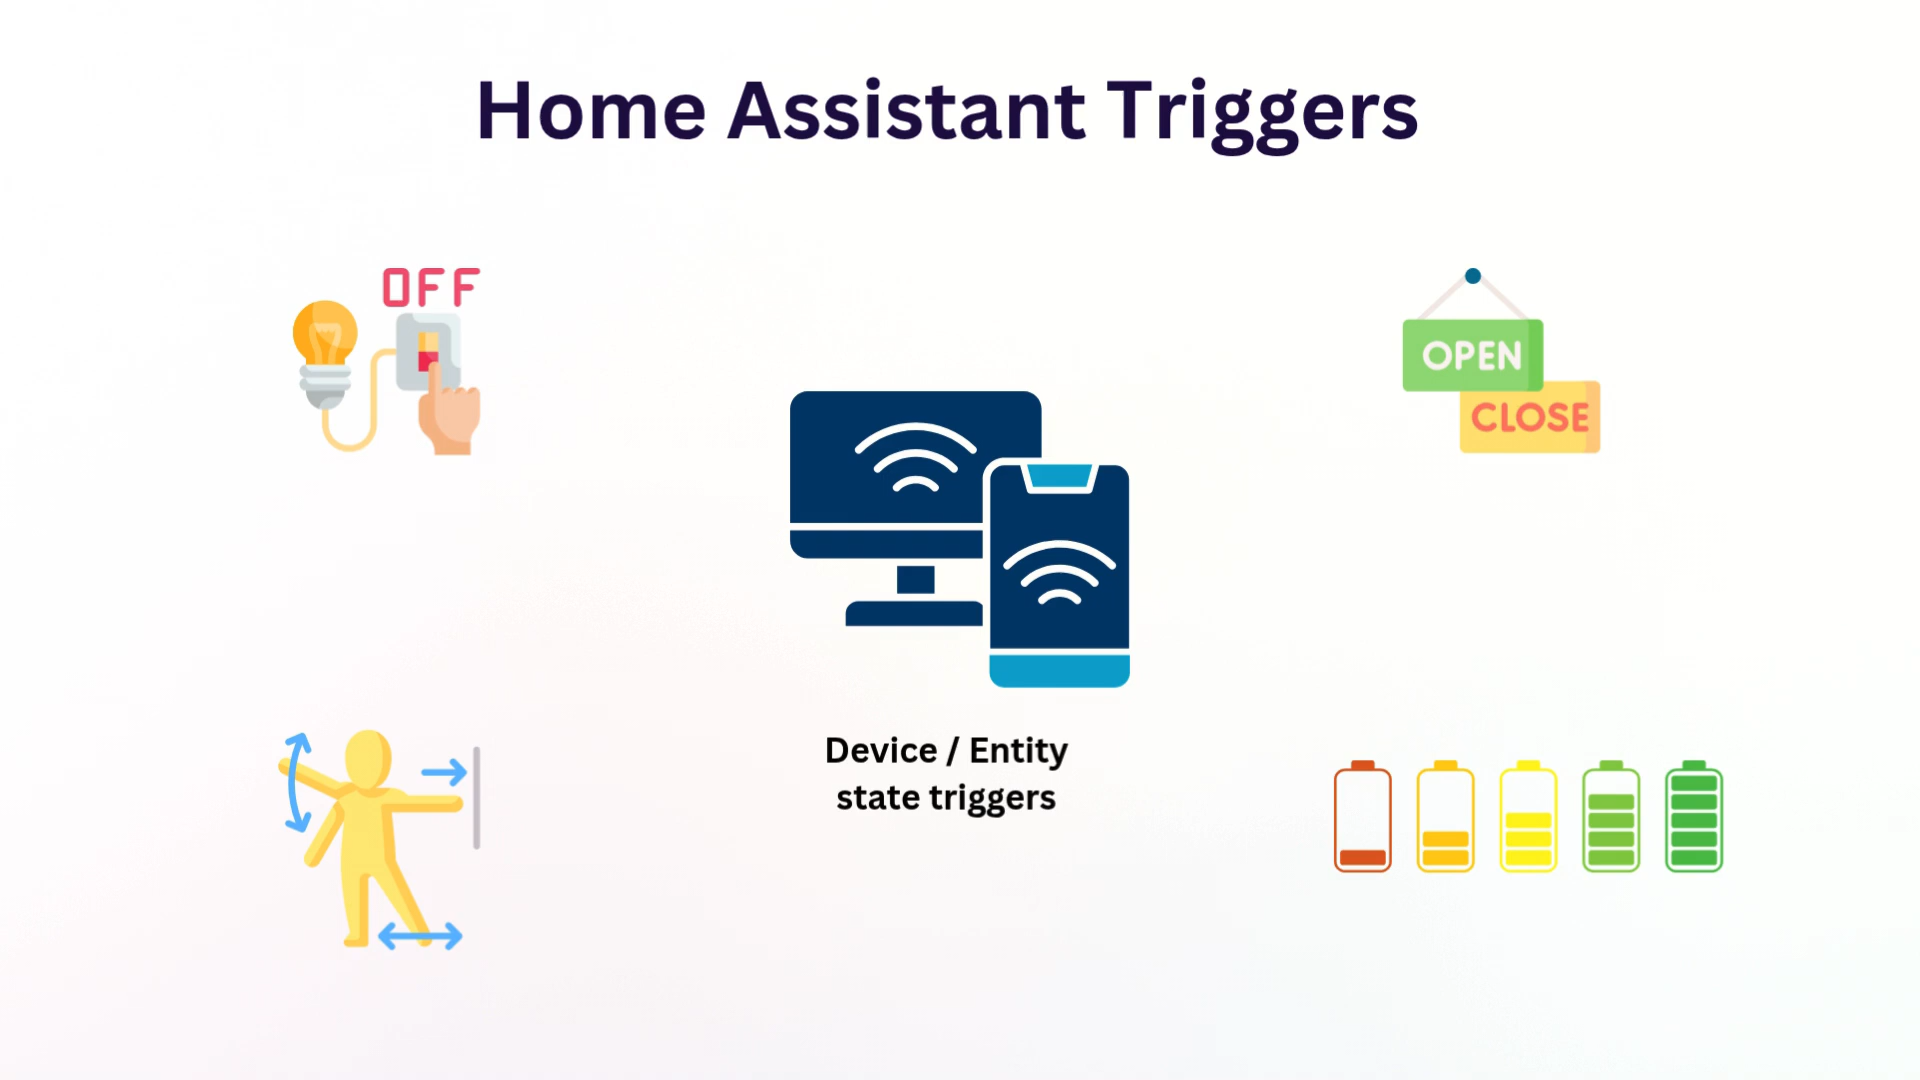 Home Assistant Triggers
OFF
OPEN
CLOSE
Device / Entity
state triggers